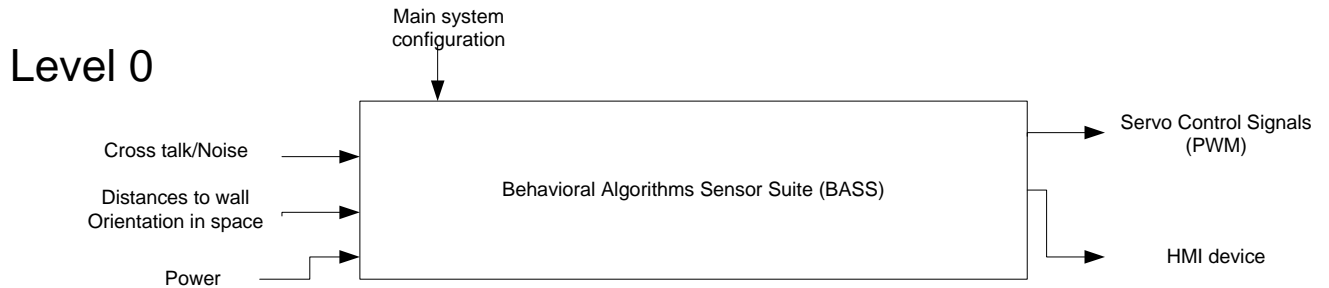 Main system
configuration
Level 0
Cross talk/Noise
Distances to wall
Orientation in space
Power
Behavioral Algorithms Sensor Suite (BASS)
Servo Control Signals
(PWM)
HMI device